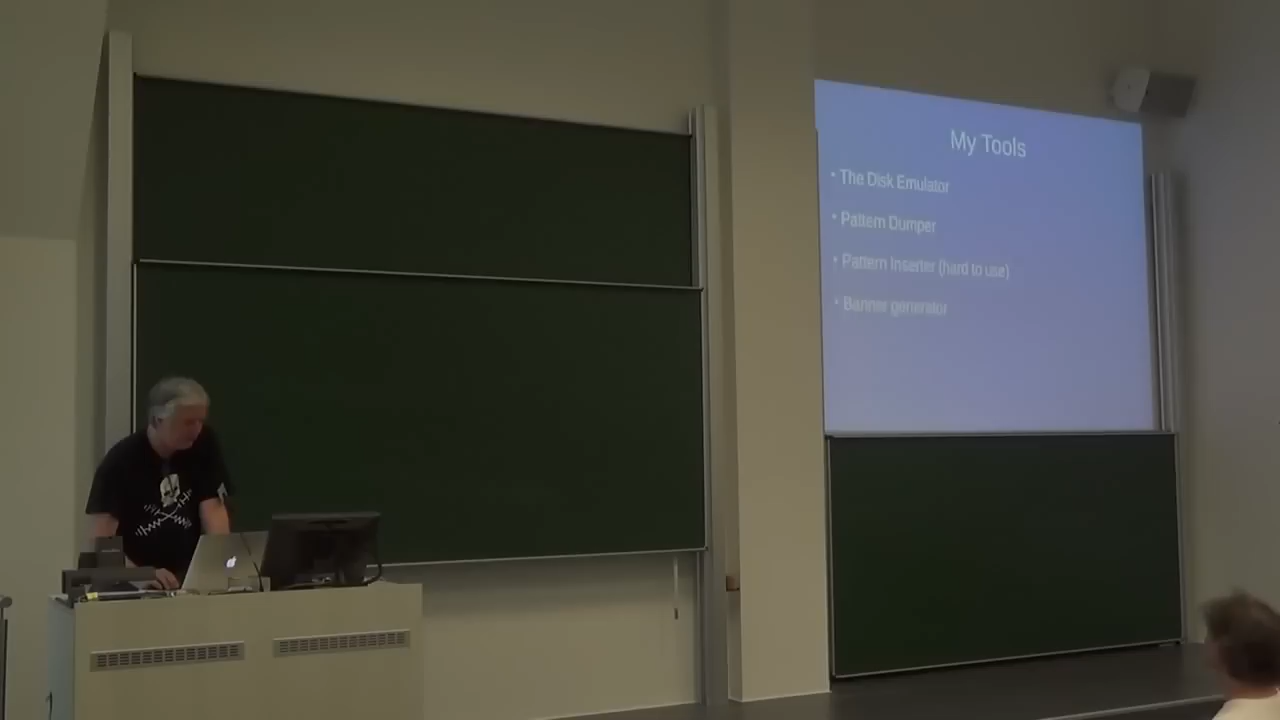 My Tools
• The Disk Emulator
• Pattern Dumper
• Pattern Inserter (hard to use)
• Banner generator